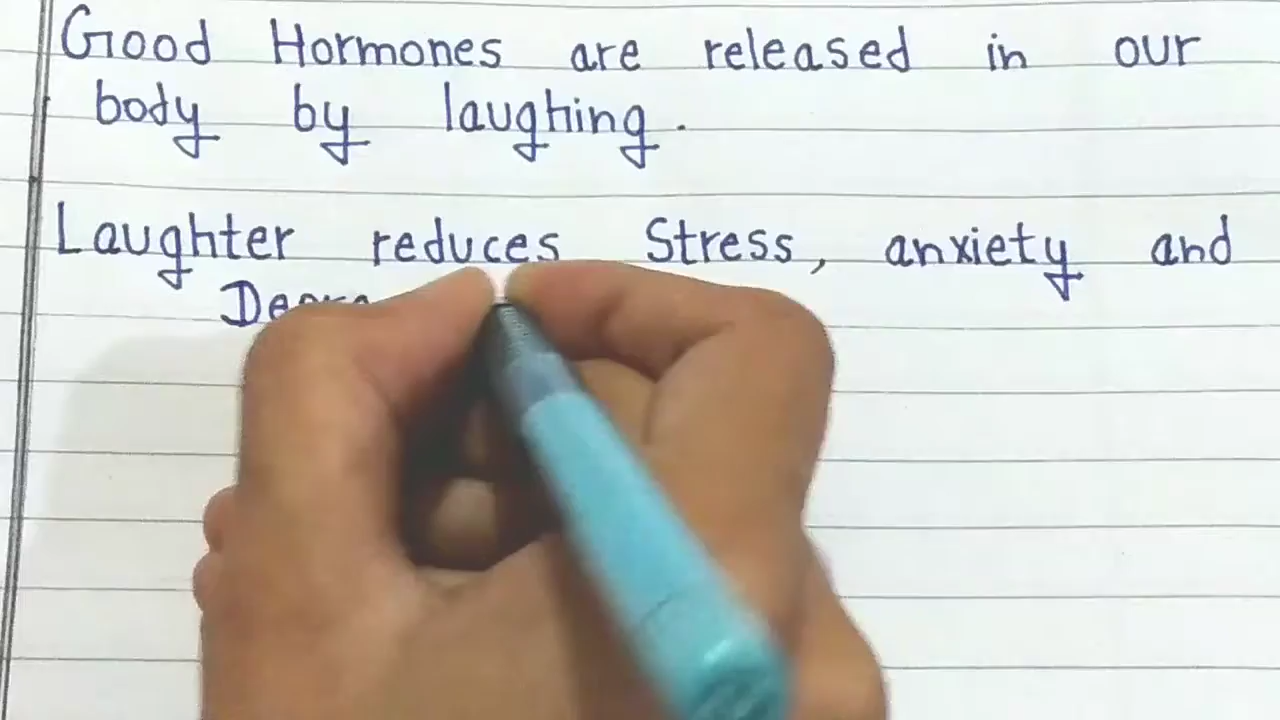 Good Hormones are released in our
body by laughing.
Laughter reduces Stress, anxiety and